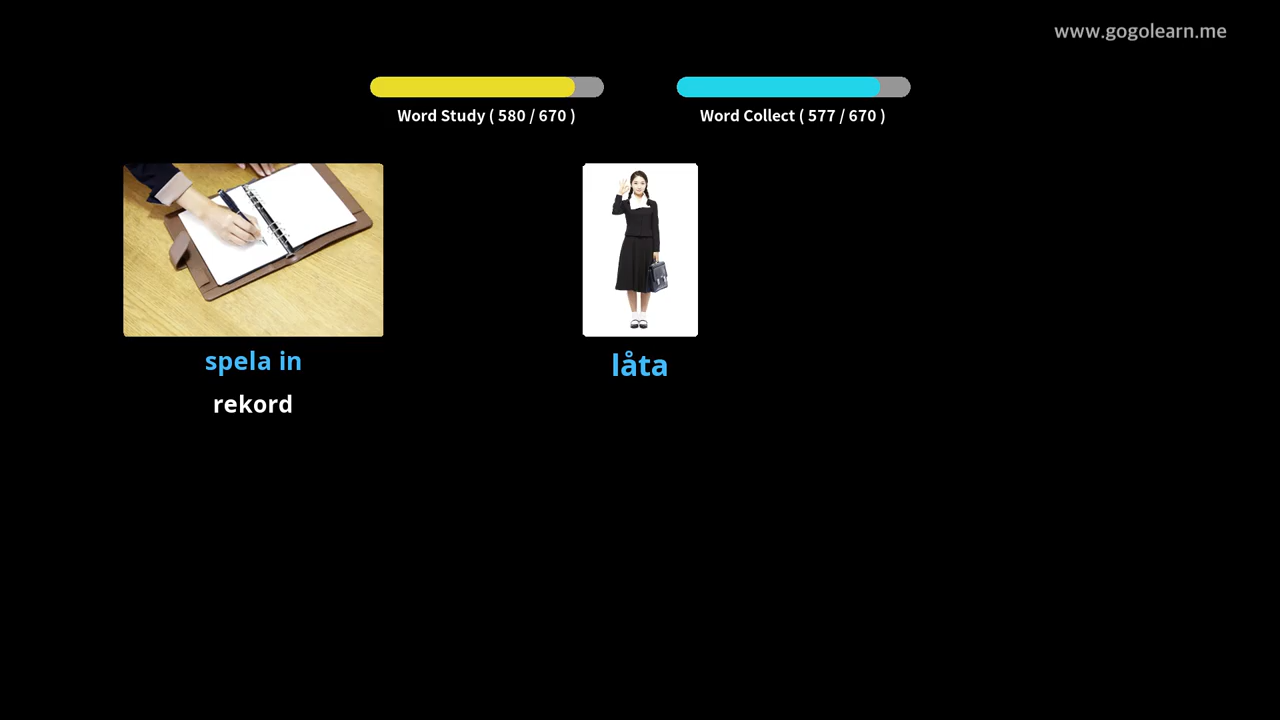 www.gogolearn.me
Word Study ( 580 / 670 )
Word Collect ( 577 / 670 )
spela in
rekord
låta